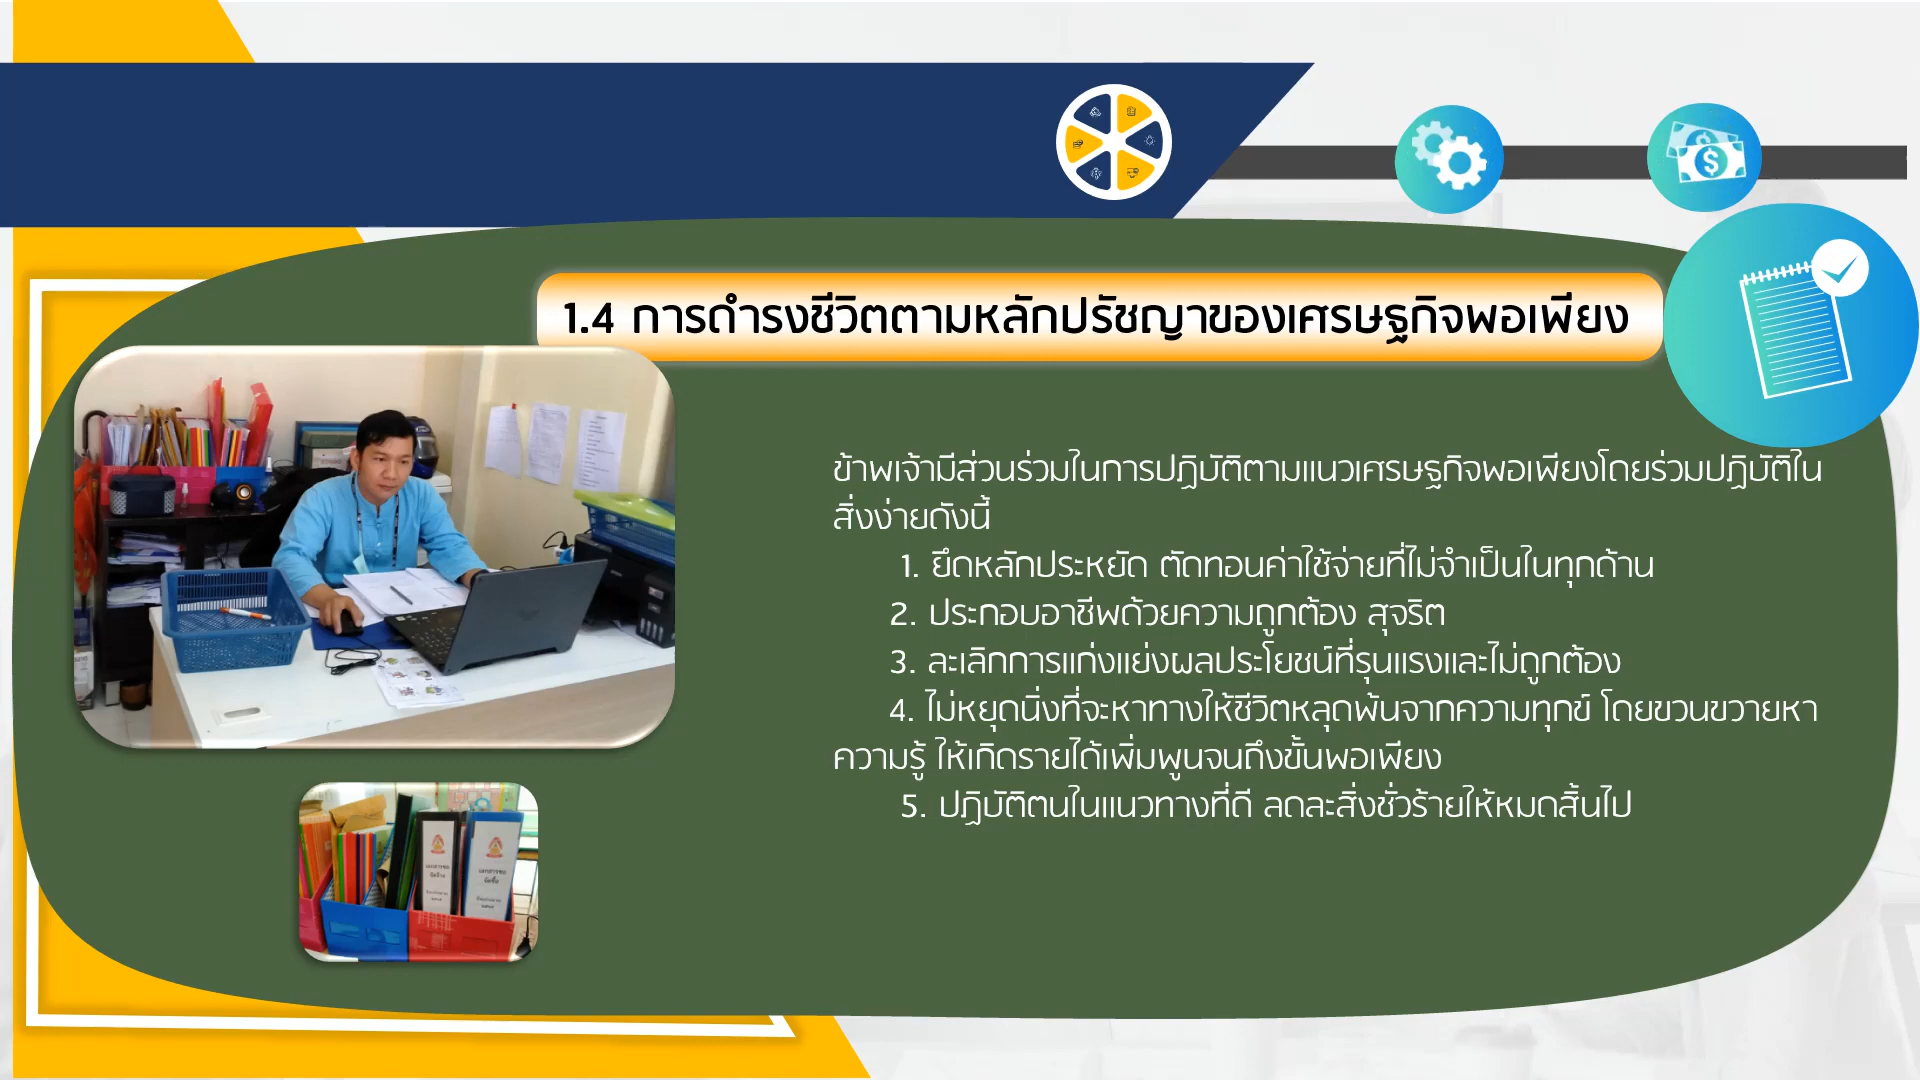 1.4 การดำรงชีวิตตามหลักปรัชญาของเศรษฐกิจพอเพียง
ข้าพเจ้ามีส่วนร่วมในการปฏิบัติตามแนวเศรษฐกิจพอเพียงโดยร่วมปฏิบัติใน
สิ่งง่ายดังนี้
1. ยึดหลักประหยัด ตัดทอนค่าใช้จ่ายที่ไม่จำเป็นในทุกด้าน
2. ประกอบอาชีพด้วยความถูกต้อง สุจริต
3. ละเลิกการแก่งแย่งผลประโยชน์ที่รุนแรงและไม่ถูกต้อง
4. ไม่หยุดนิ่งที่จะหาทางให้ชีวิตหลุดพ้นจากความทุกข์ โดยขวนขวายหา
ความรู้ ให้เกิดรายได้เพิ่มพูนจนถึงขั้นพอเพียง
5. ปฏิบัติตนในแนวทางที่ดี ลดละสิ่งชั่วร้ายให้หมดสิ้นไป